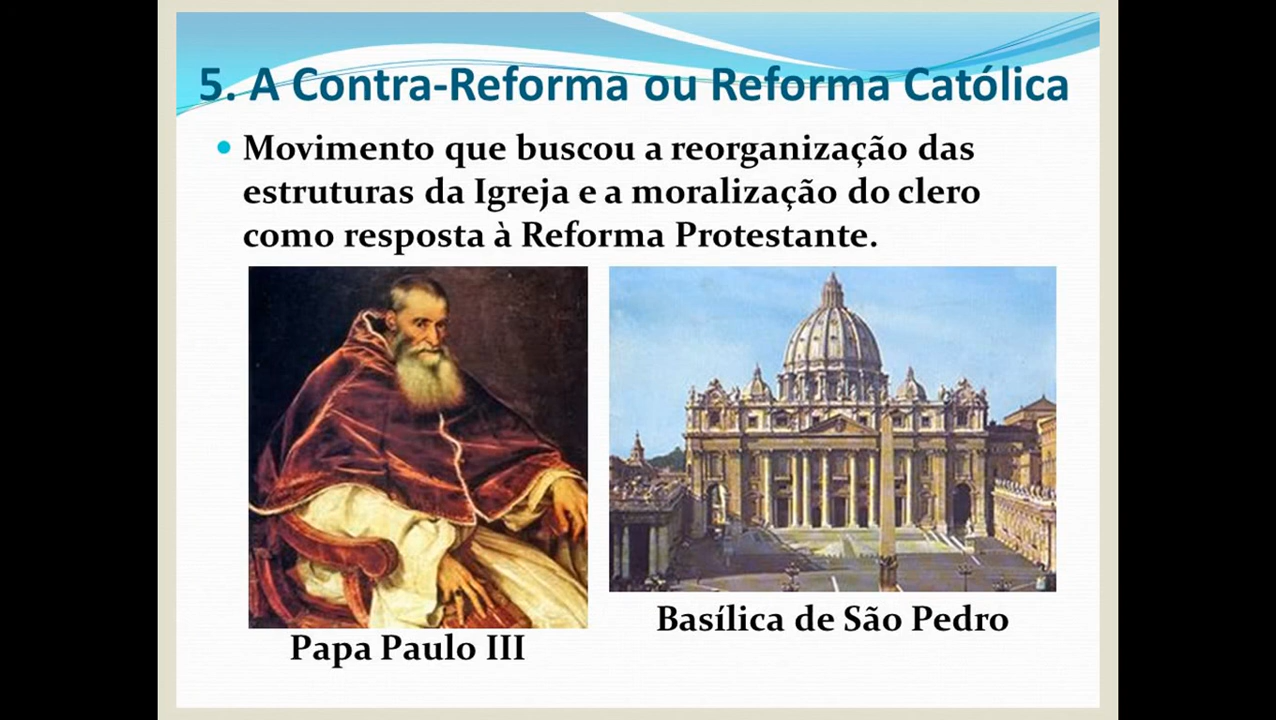 5. A Contra-Reforma ou Reforma Católica
Movimento que buscou a reorganização das
estruturas da Igreja e a moralização do clero
como resposta à Reforma Protestante.
Basílica de São Pedro
Papa Paulo III